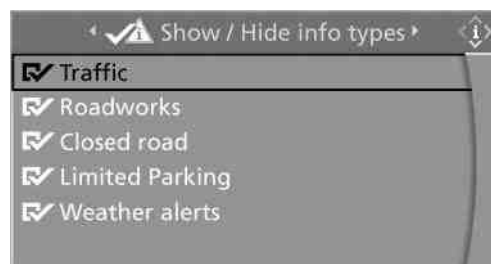 Show / Hide info types
Traffic
Roadworks
Closed road
Limited Parking
Weather alerts